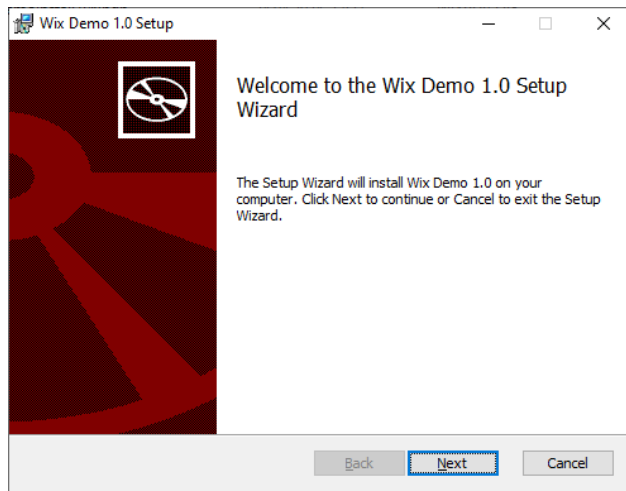 Wix Demo 1.0 Setup
Welcome to the Wix Demo 1.0 Setup
Wizard
The Setup Wizard will install Wix Demo 1.0 on your
computer. Click Next to continue or Cancel to exit the Setup
Wizard.
Back Next Cancel